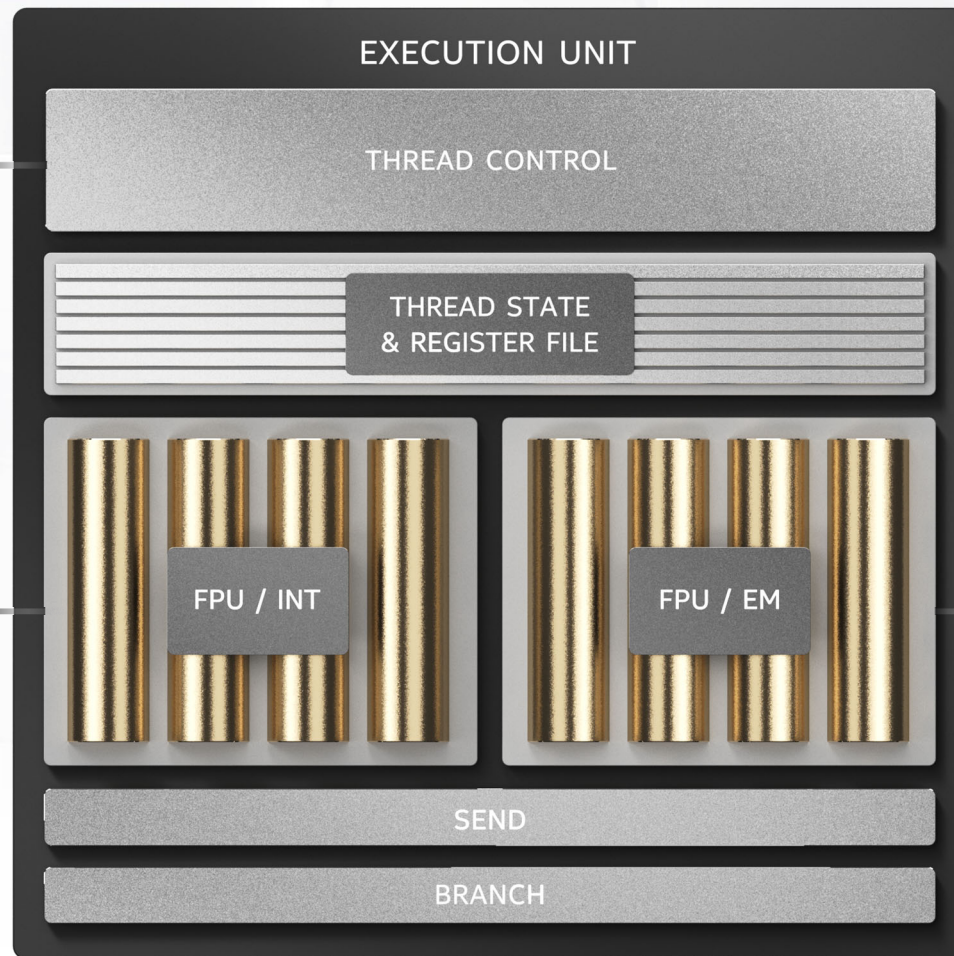 EXECUTION UNIT
THREAD CONTROL
THREAD STATE
& REGISTER FILE
FPU / INT
FPU / EM
SEND
BRANCH